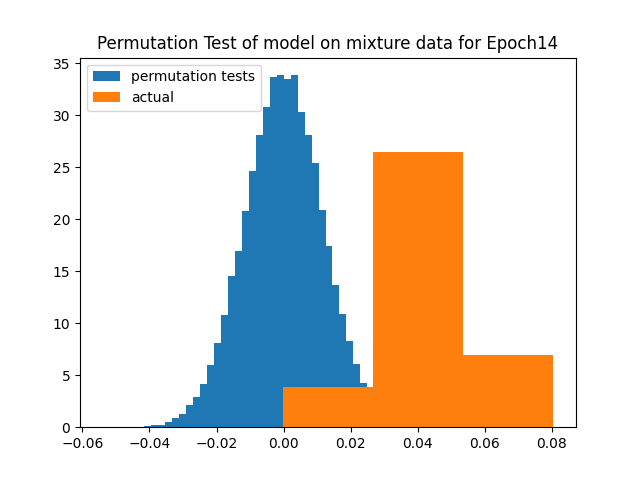 Permutation Test of model on mixture data for Epoch14
permutation tests
actual
35
30
25
20
15
10
5
0
−0.06 −0.04 −0.02 0.00 0.02 0.04 0.06 0.08